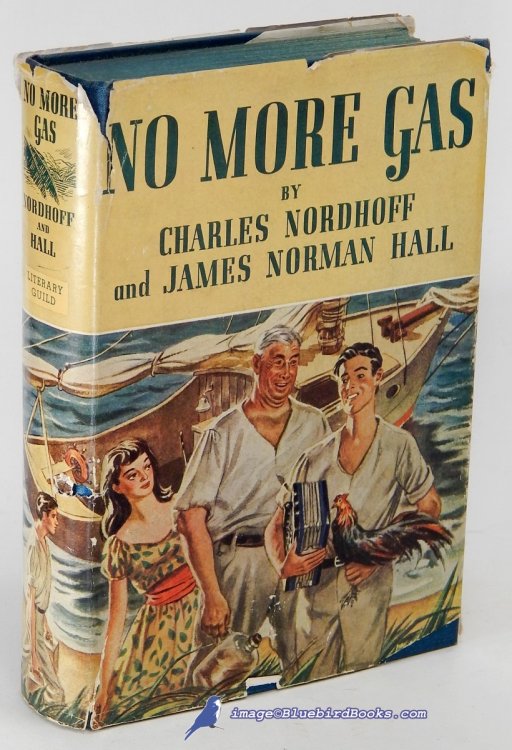 NO MORE
GAS
NORDHOFF
AND
HALL
LITERARY
GUILD
NO MORE GAS
BY
CHARLES NORDHOFF
and JAMES NORMAN HALL
image©BluebirdBooks.com